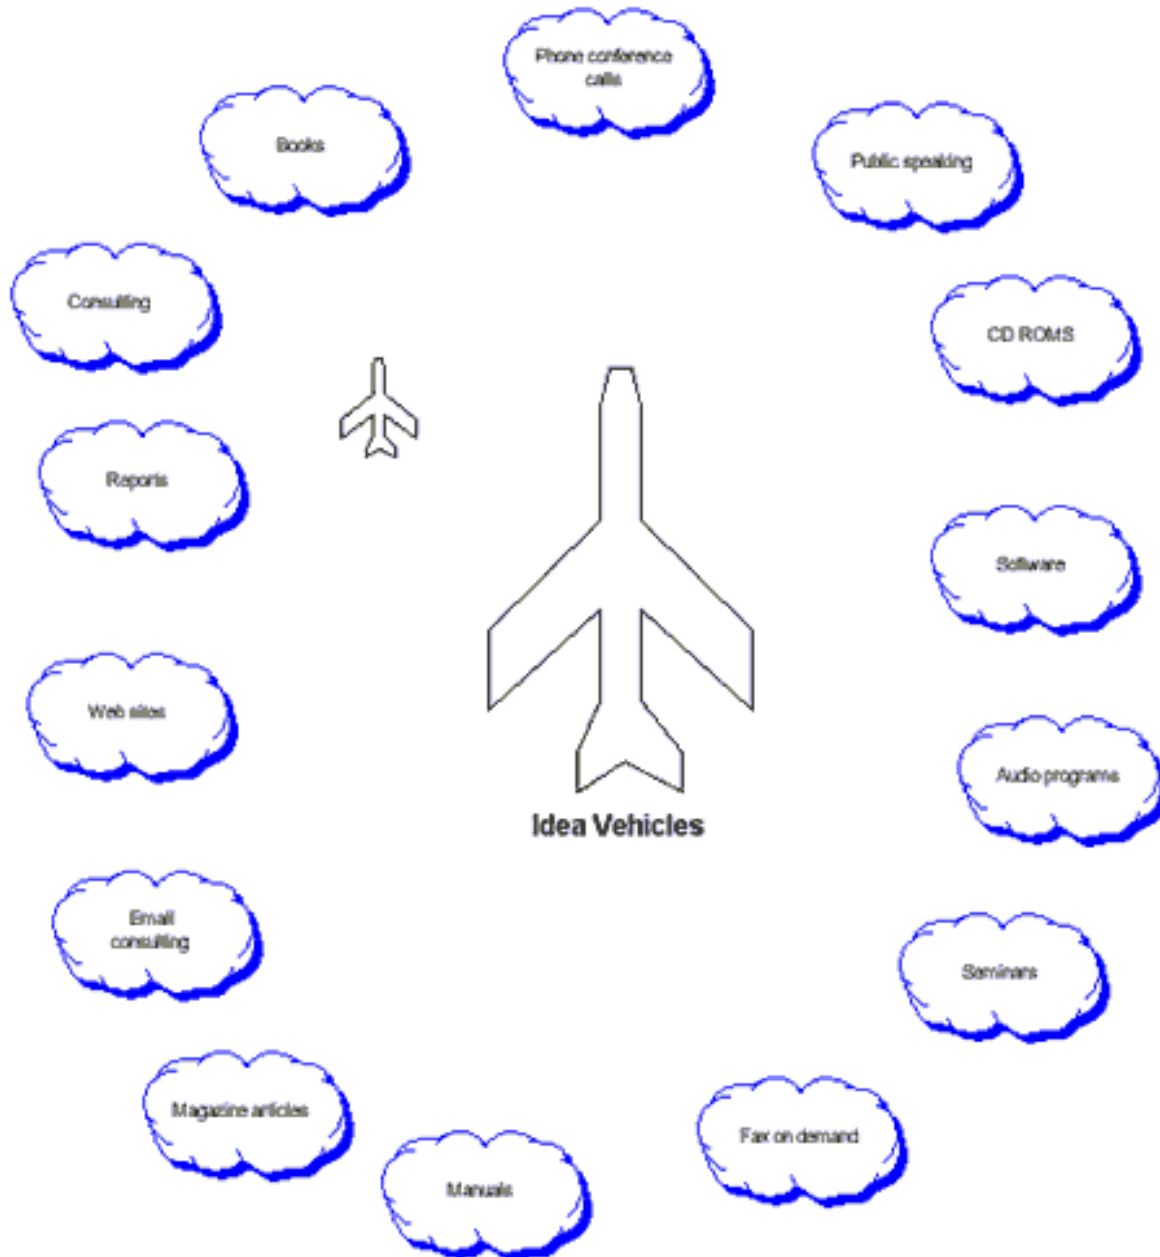 Phone conference
calls
Books
Public speaking
Consulting
CD ROMS
Reports
Software
Web sites
Audio programs
Idea Vehicles
Email
consulting
Seminars
Magazine articles
Fax on demand
Manuals